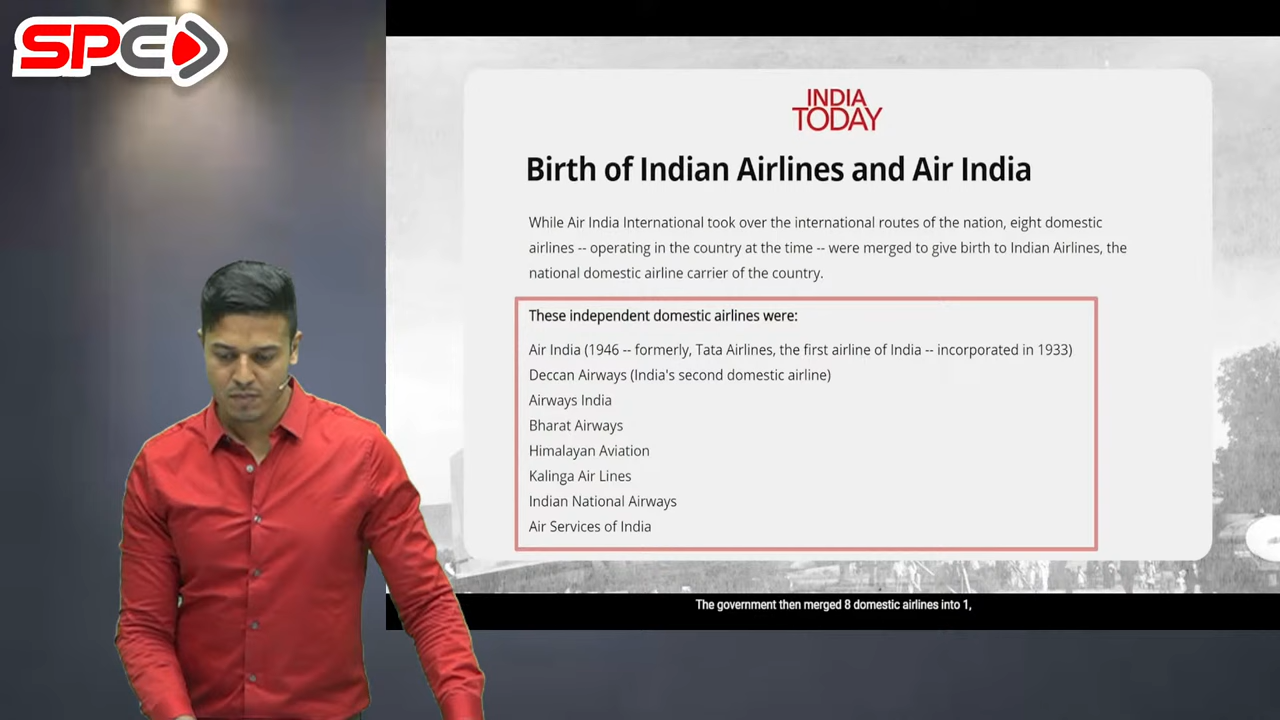 SPE
INDIA
TODAY
Birth of Indian Airlines and Air India
While Air India International took over the international routes of the nation, eight domestic
airlines -- operating in the country at the time -- were merged to give birth to Indian Airlines, the
national domestic airline carrier of the country.
These independent domestic airlines were:
Air India (1946 -- formerly, Tata Airlines, the first airline of India -- incorporated in 1933)
Deccan Airways (India's second domestic airline)
Airways India
Bharat Airways
Himalayan Aviation
Kalinga Air Lines
Indian National Airways
Air Services of India
The government then merged 8 domestic airlines into 1,